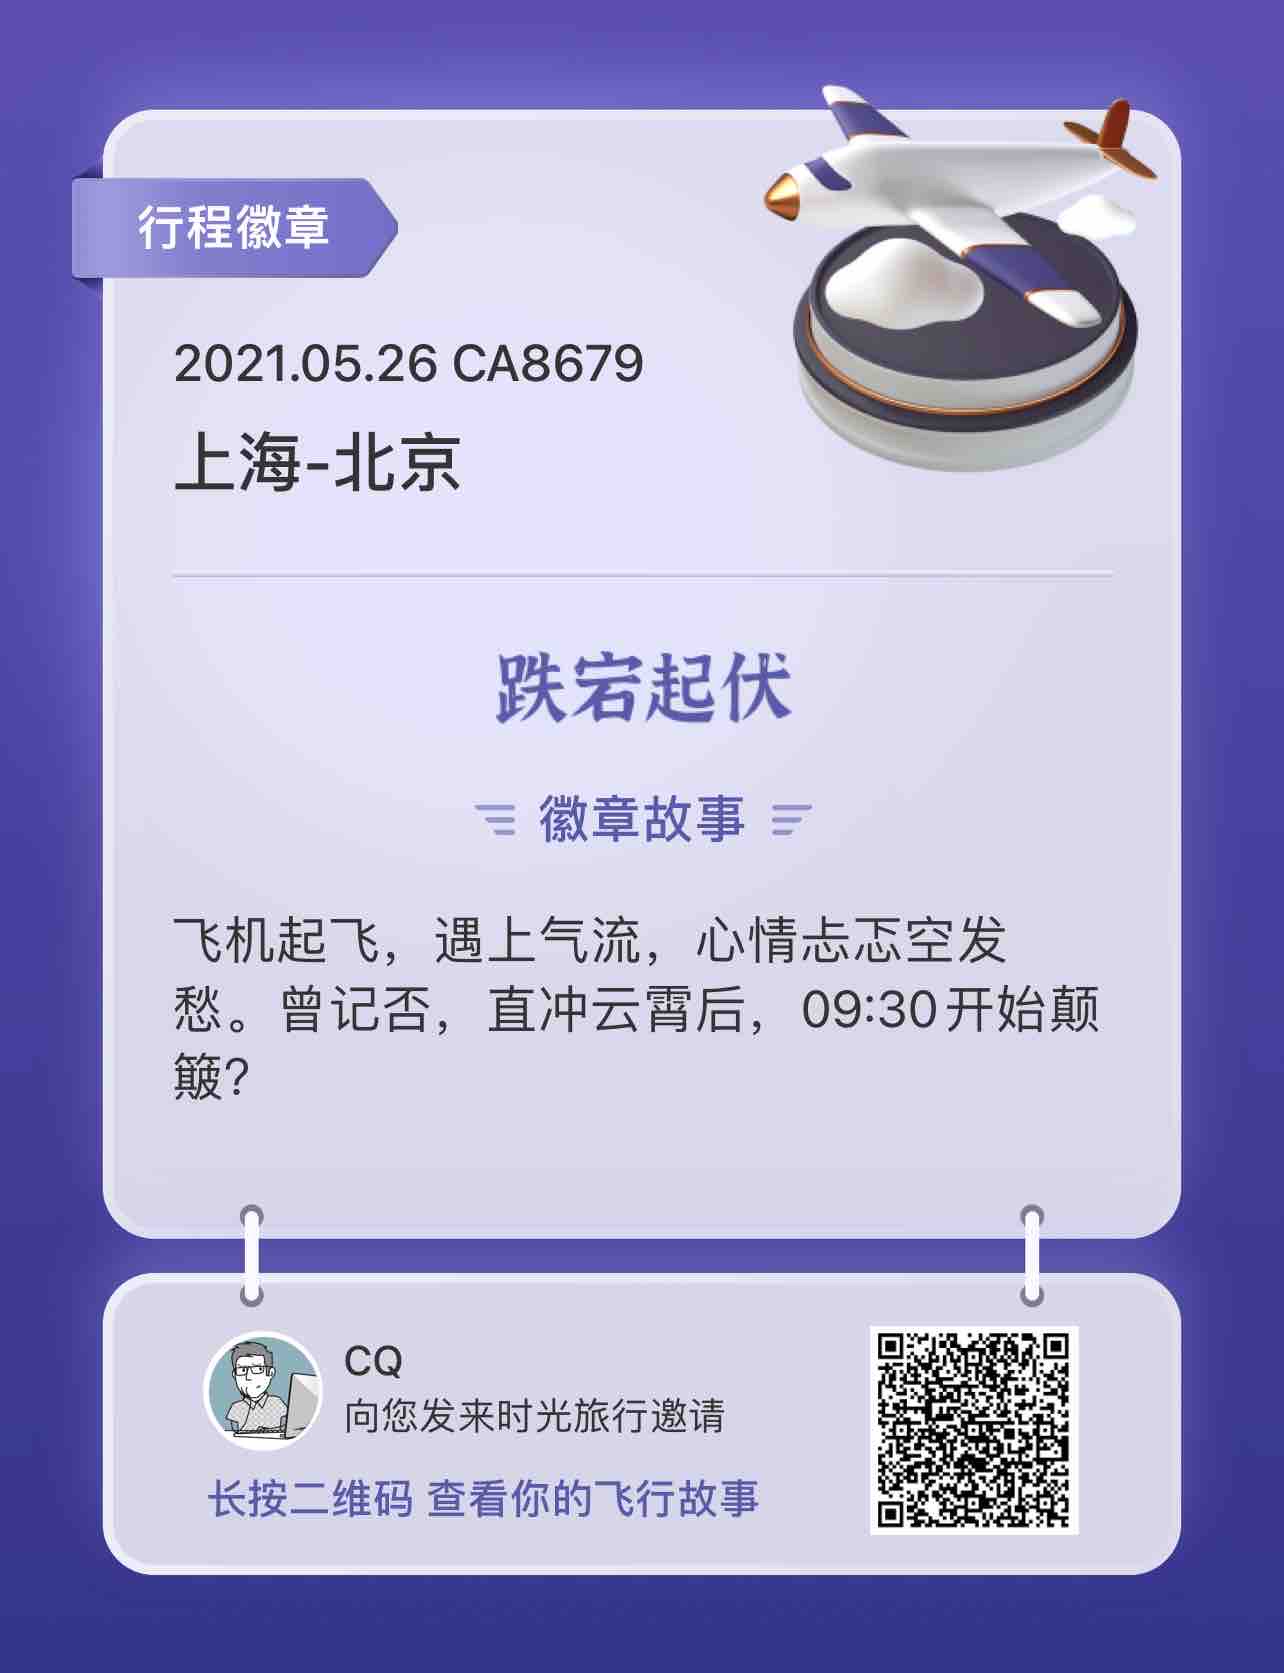 行程徽章
2021.05.26 CA8679
上海-北京
跌宕起伏
徽章故事
飞机起飞，遇上气流，心情忐忑空发
愁。曾记否，直冲云霄后，09:30开始颠
簸？
CQ
向您发来时光旅行邀请
长按二维码 查看你的飞行故事